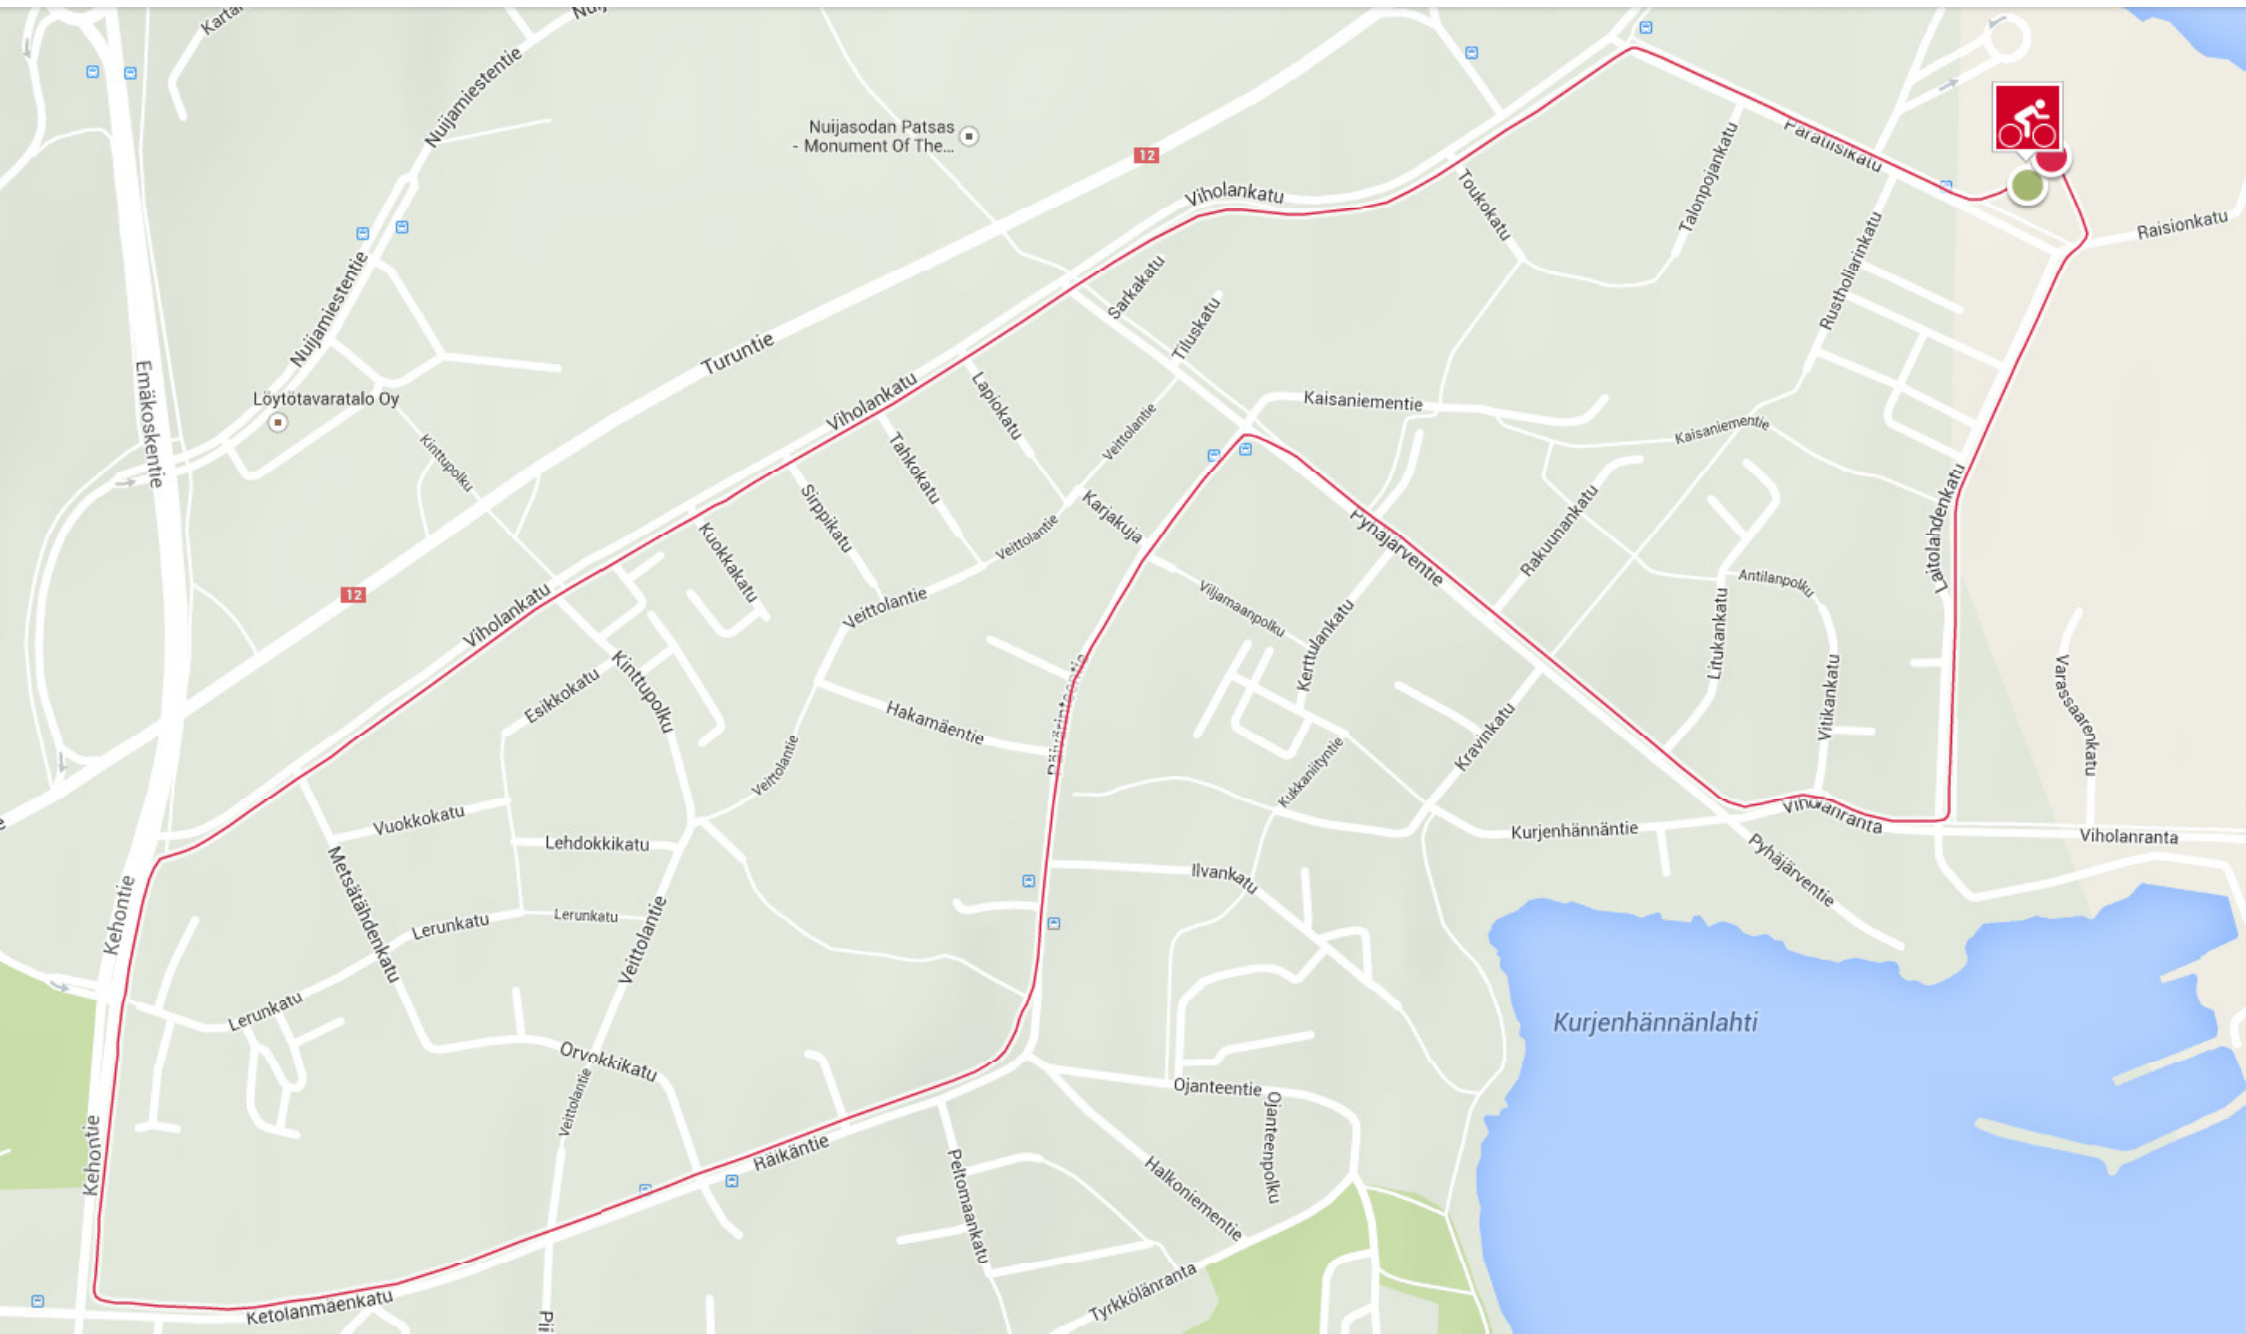 Nuijamiestentie
Nuijasodan Patsas
- Monument Of The...
12
Viholankatu
Paratiisikatu
Talonpojankatu
Toukokatu
Rusthollarinkatu
Raisionkatu
Nuijamiestentie
Sarkakatu
Tiluskatu
Turuntie
Emäkoskentie
Löytötavaratalo Oy
Viholankatu
Lapiokatu
Veittolantie
Kaisaniementie
Kaisaniementie
Kinttupolku
Tahkokatu
Sirppikatu
Karjakuja
Veittolantie
Kuokkakatu
Pyhäjärventie
Rakuunankatu
Laitolahdenkatu
Antilanpolku
12
Viholankatu
Veittolantie
Viljamaanpolku
Kerttulankatu
Litukankatu
Vitikankatu
Varassaarenkatu
Kinttupolku
Esikkokatu
Hakamäentie
Veittolantie
Kravinkatu
Kukkaniityntie
Vuokkokatu
Lehdokkikatu
Kurjenhännäntie
Viholanranta
Viholanranta
Pyhäjärventie
Metsätähdenkatu
Ilvankatu
Kehontie
Lerunkatu
Lerunkatu
Veittolantie
Lerunkatu
Kurjenhännänlahti
Orvokkikatu
Veittolantie
Ojanteentie
Ojanteenpolku
Kehontie
Räikäntie
Peltomaankatu
Halkoniementie
Tyrkkölänranta
Ketolanmäenkatu